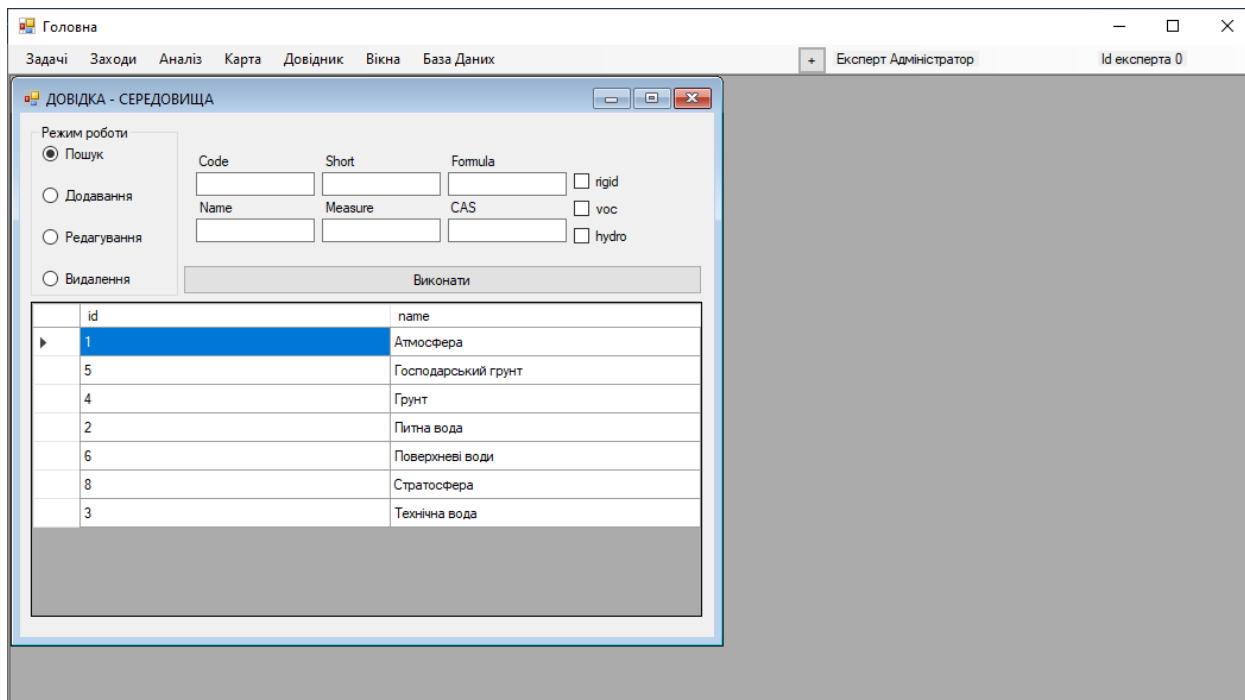 Головна
Задачі Заходи Аналіз Карта Довідник Вікна База Даних + Експерт Адміністратор Id експерта 0
ДОВІДКА - СЕРЕДОВИЩА
Режим роботи
Пошук
Додавання
Редагування
Видалення
Code Short Formula
rigid
Name Measure CAS
voc
hydro
Виконати
id name
1 Атмосфера
5 Господарський грунт
4 Грунт
2 Питна вода
6 Поверхневі води
8 Стратосфера
3 Технічна вода